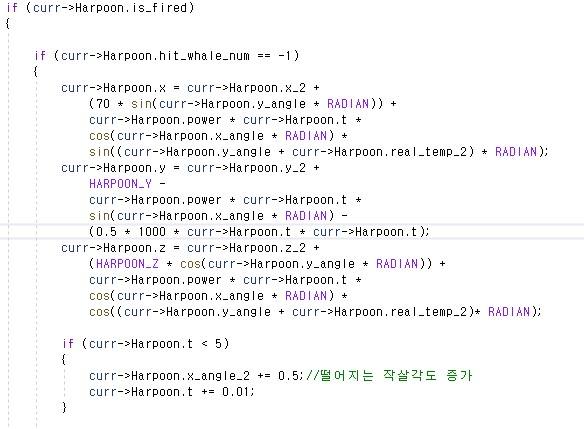 if (curr->Harpoon.is_fired)
{
if (curr->Harpoon.hit_whale_num == -1)
{
curr->Harpoon.x = curr->Harpoon.x_2 +
(70 * sin(curr->Harpoon.y_angle * RADIAN)) +
curr->Harpoon.power * curr->Harpoon.t *
cos(curr->Harpoon.x_angle * RADIAN) *
sin((curr->Harpoon.y_angle + curr->Harpoon.real_temp_2) * RADIAN);
curr->Harpoon.y = curr->Harpoon.y_2 +
HARPOON_Y -
curr->Harpoon.power * curr->Harpoon.t *
sin(curr->Harpoon.x_angle * RADIAN) -
(0.5 * 1000 * curr->Harpoon.t * curr->Harpoon.t);
curr->Harpoon.z = curr->Harpoon.z_2 +
(HARPOON_Z * cos(curr->Harpoon.y_angle * RADIAN)) +
curr->Harpoon.power * curr->Harpoon.t *
cos(curr->Harpoon.x_angle * RADIAN) *
cos((curr->Harpoon.y_angle + curr->Harpoon.real_temp_2)* RADIAN);
if (curr->Harpoon.t < 5)
{
curr->Harpoon.x_angle_2 += 0.5;//떨어지는 작살각도 증가
curr->Harpoon.t += 0.01;
}